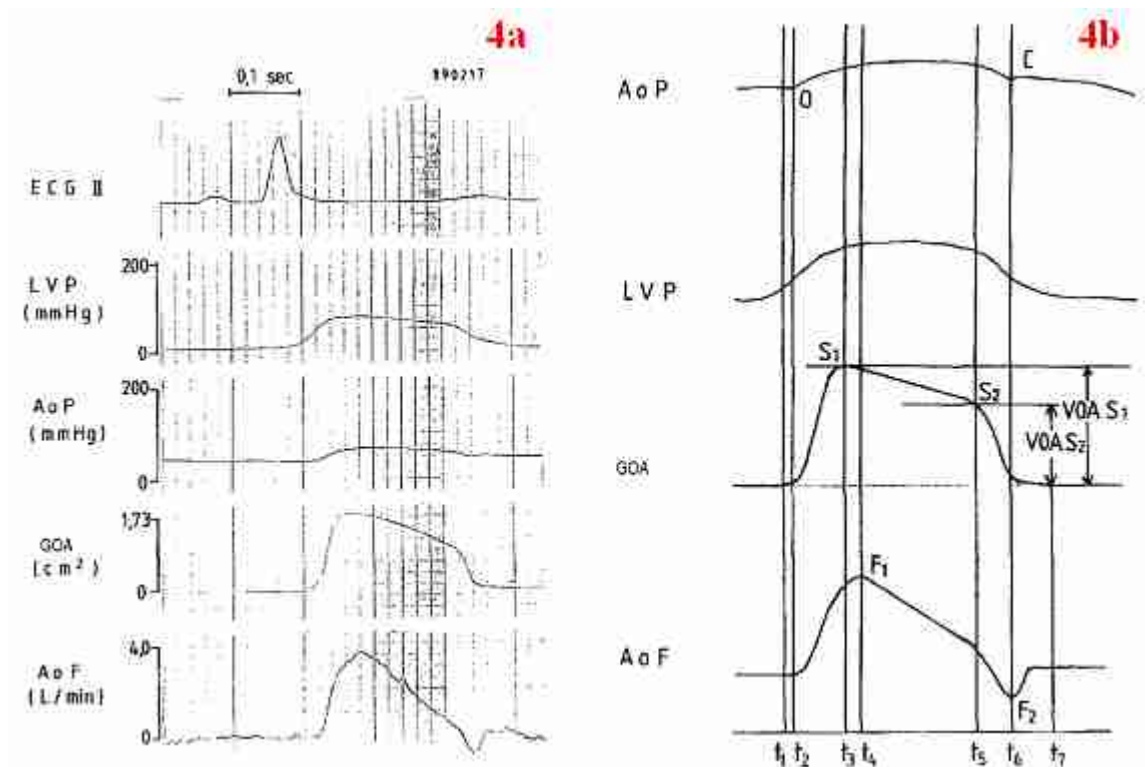 4a
0,1 sec
890217
ECG II
LVP
(mmHg)
200
0
AoP
(mmHg)
200
0
GOA
(cm²)
1,73
0
AoF
(L/min)
4,0
0
4b
AoP
O
C
LVP
GOA
S₁
S₂
VOA S₁
VOA S₂
AoF
F₁
F₂
t₁ t₂ t₃ t₄ t₅ t₆ t₇